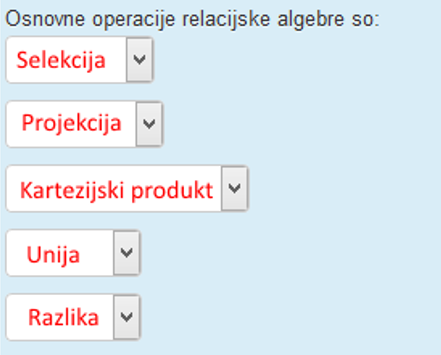 Osnovne operacije relacijske algebre so:
Selekcija
Projekcija
Kartezijski produkt
Unija
Razlika